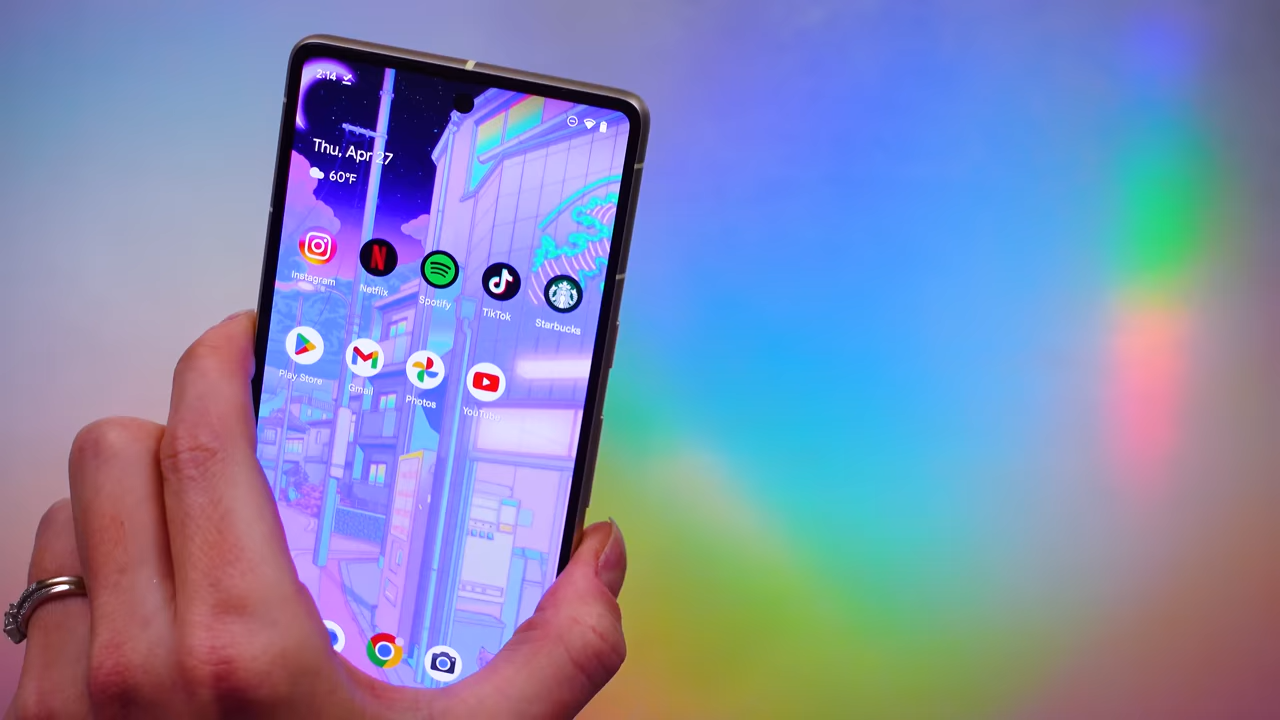 2:14
Thu, Apr 27
60°F
Instagram
Netflix
Spotify
TikTok
Starbucks
Play Store
Gmail
Photos
YouTube